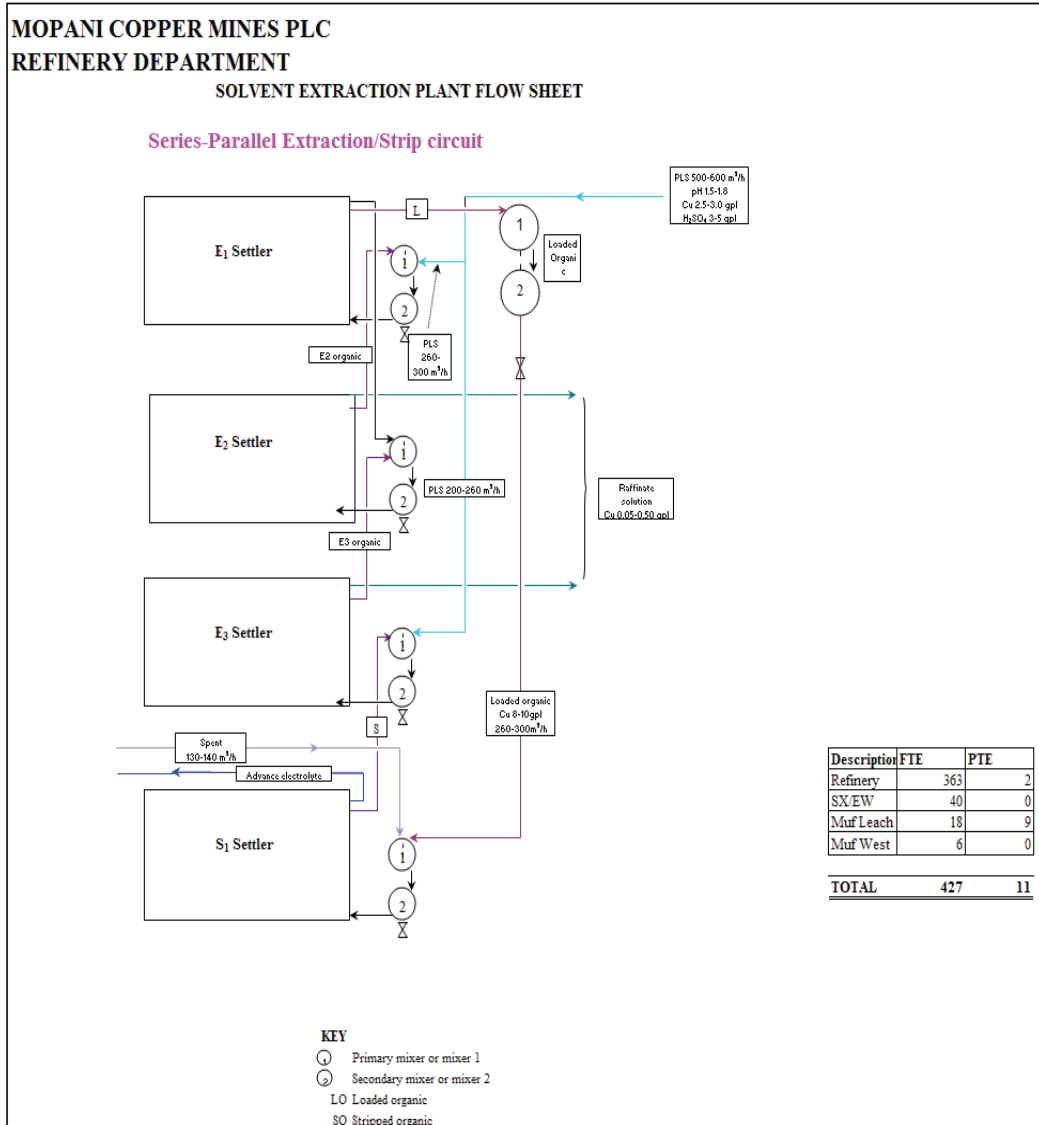 MOPANI COPPER MINES PLC
REFINERY DEPARTMENT
SOLVENT EXTRACTION PLANT FLOW SHEET
Series-Parallel Extraction/Strip circuit
PLS 500-600 m³/h
pH 1.5-1.8
Cu 2.5-3.0 gpl
H₂SO₄ 3-5 gpl
L
1
Loaded
Organi
c
2
E₁ Settler
1
2
PLS
260-
300 m³/h
E2 organic
E₂ Settler
1
2
PLS 200-260 m³/h
Raffinate
solution
Cu 0.05-0.50 gpl
E3 organic
E₃ Settler
1
2
Loaded organic
Cu 8-10gpl
260-300m³/h
S
Spent
130-140 m³/h
Advance electrolyte
S₁ Settler
1
2
Description FTE PTE
Refinery 363 2
SX/EW 40 0
Muf Leach 18 9
Muf West 6 0
TOTAL 427 11
KEY
1 Primary mixer or mixer 1
2 Secondary mixer or mixer 2
LO Loaded organic
SO Stripped organic